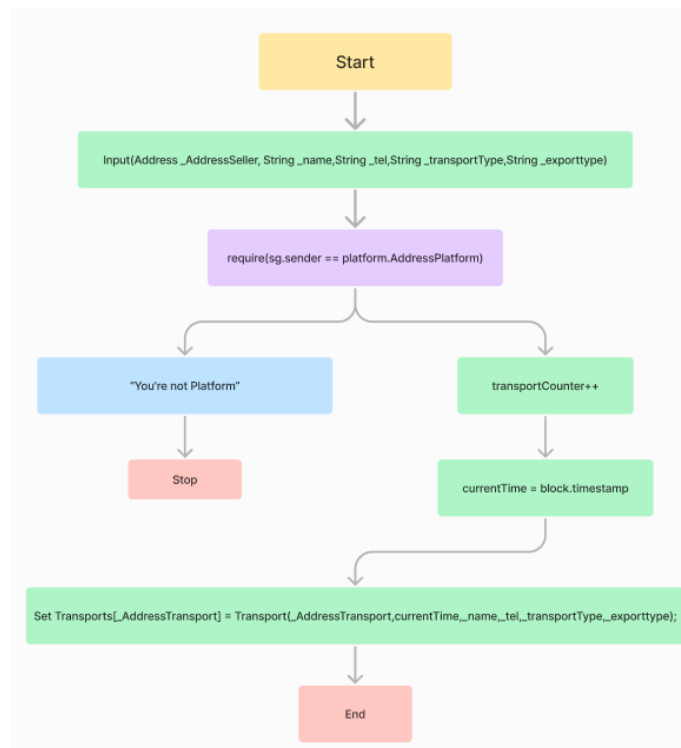 Start
Input(Address _AddressSeller, String _name,String _tel,String _transportType,String _exporttype)
require(sg.sender == platform.AddressPlatform)
"You're not Platform"
transportCounter++
Stop
currentTime = block.timestamp
Set Transports[_AddressTransport] = Transport(_AddressTransport,currentTime,_name,_tel,_transportType,_exporttype);
End